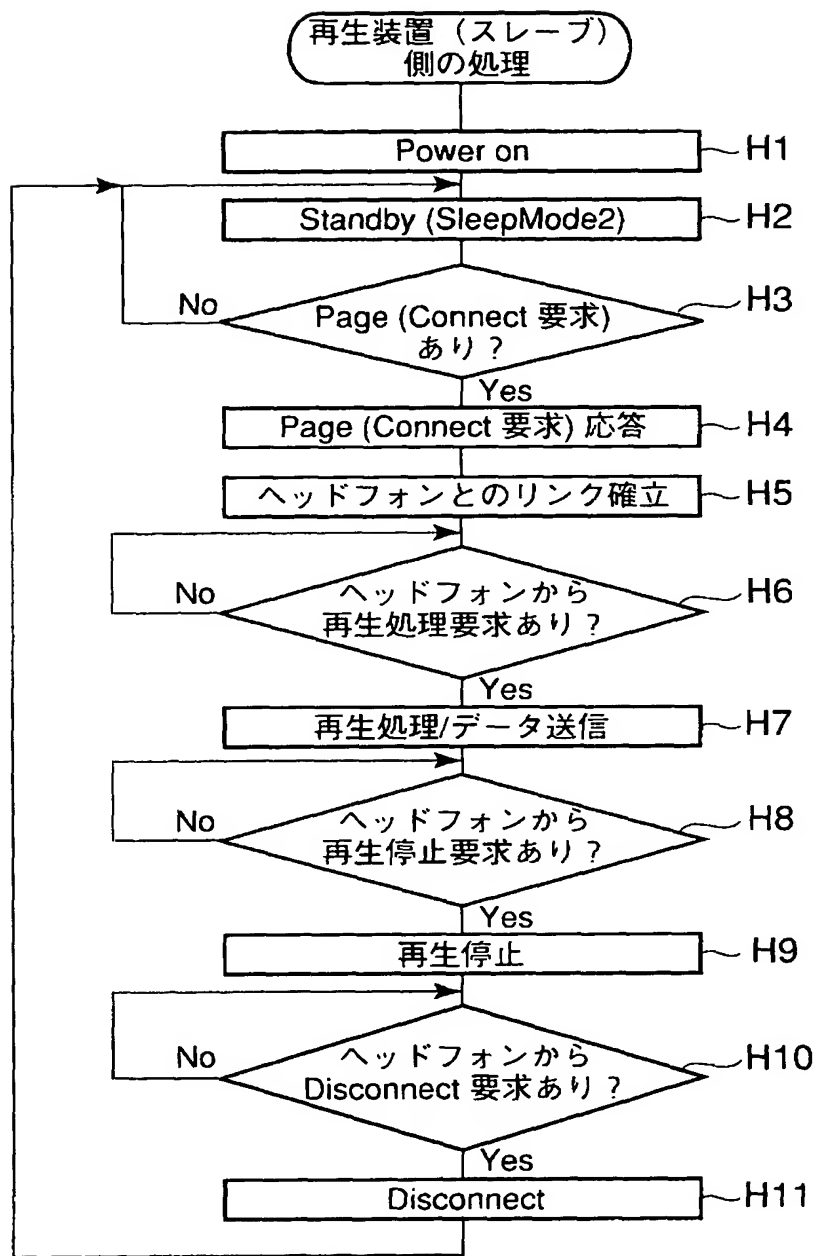 再生装置（スレーブ）
側の処理
Power on
H1
Standby (SleepMode2)
H2
Page (Connect 要求)
あり？
H3
No
Yes
Page (Connect 要求) 応答
H4
ヘッドフォンとのリンク確立
H5
ヘッドフォンから
再生処理要求あり？
H6
No
Yes
再生処理/データ送信
H7
ヘッドフォンから
再生停止要求あり？
H8
No
Yes
再生停止
H9
ヘッドフォンから
Disconnect 要求あり？
H10
No
Yes
Disconnect
H11